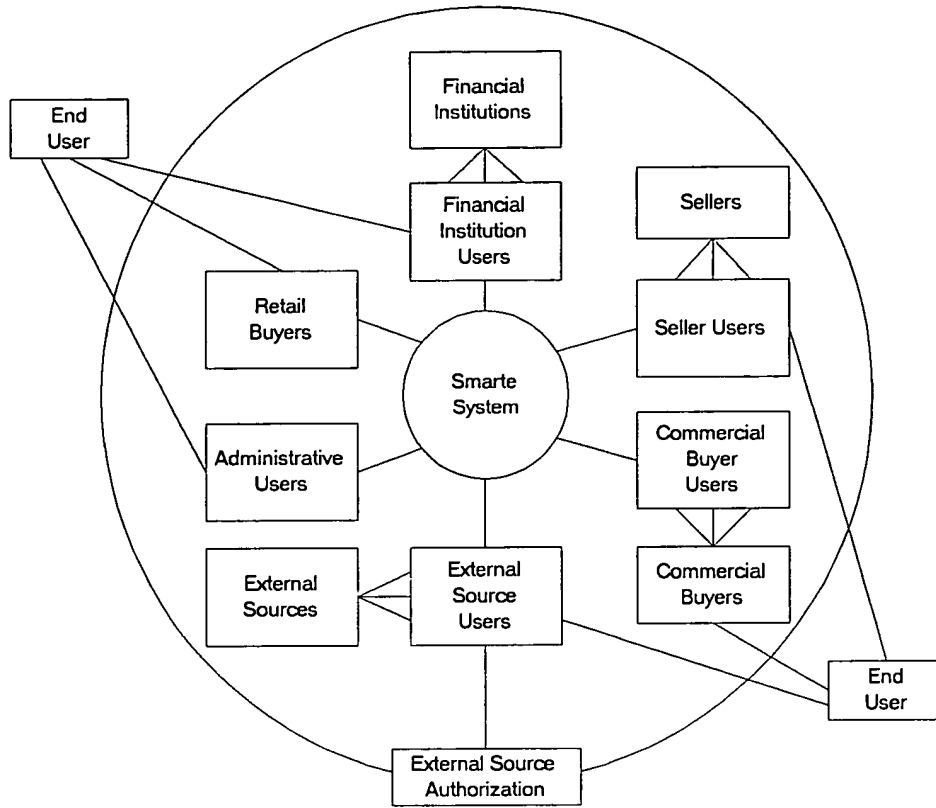 Financial
Institutions
End
User
Sellers
Financial
Institution
Users
Retail
Buyers
Seller Users
Smarte
System
Commercial
Buyer
Users
Administrative
Users
External
Sources
External
Source
Users
Commercial
Buyers
End
User
External Source
Authorization